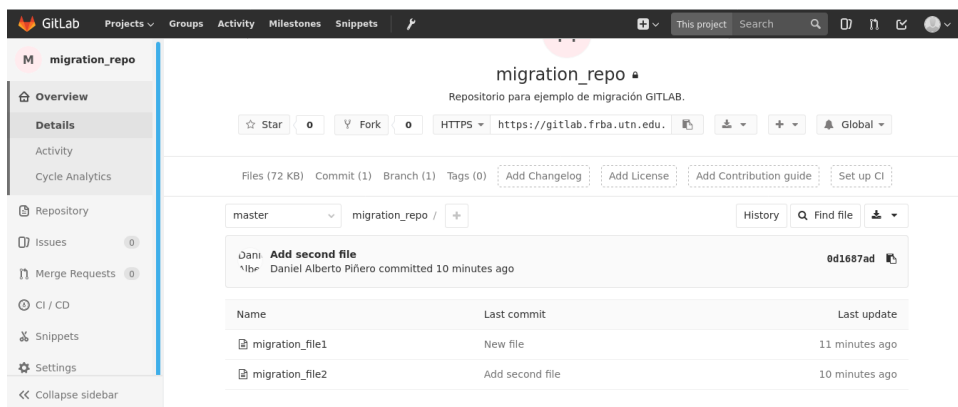 GitLab Projects Groups Activity Milestones Snippets This project Search
M migration_repo
Overview
Details
Activity
Cycle Analytics
Repository
Issues 0
Merge Requests 0
CI / CD
Snippets
Settings
Collapse sidebar
migration_repo
Repositorio para ejemplo de migración GITLAB.
Star 0 Fork 0 HTTPS https://gitlab.frba.utn.edu. Global
Files (72 KB) Commit (1) Branch (1) Tags (0) Add Changelog Add License Add Contribution guide Set up CI
master migration_repo / + History Find file
Add second file
Daniel Alberto Piñero committed 10 minutes ago
0d1687ad
Name Last commit Last update
migration_file1 New file 11 minutes ago
migration_file2 Add second file 10 minutes ago